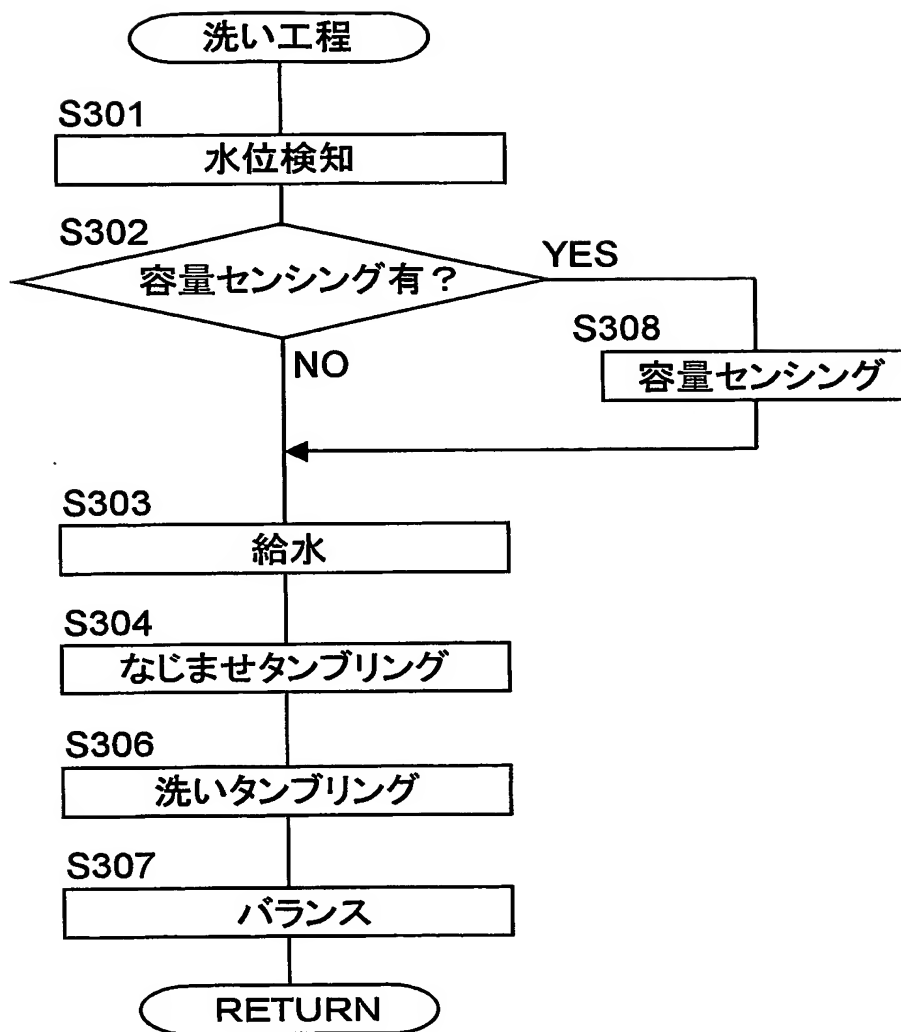 洗い工程
S301
水位検知
S302
容量センシング有？
YES
S308
容量センシング
NO
S303
給水
S304
なじませタンブリング
S306
洗いタンブリング
S307
バランス
RETURN